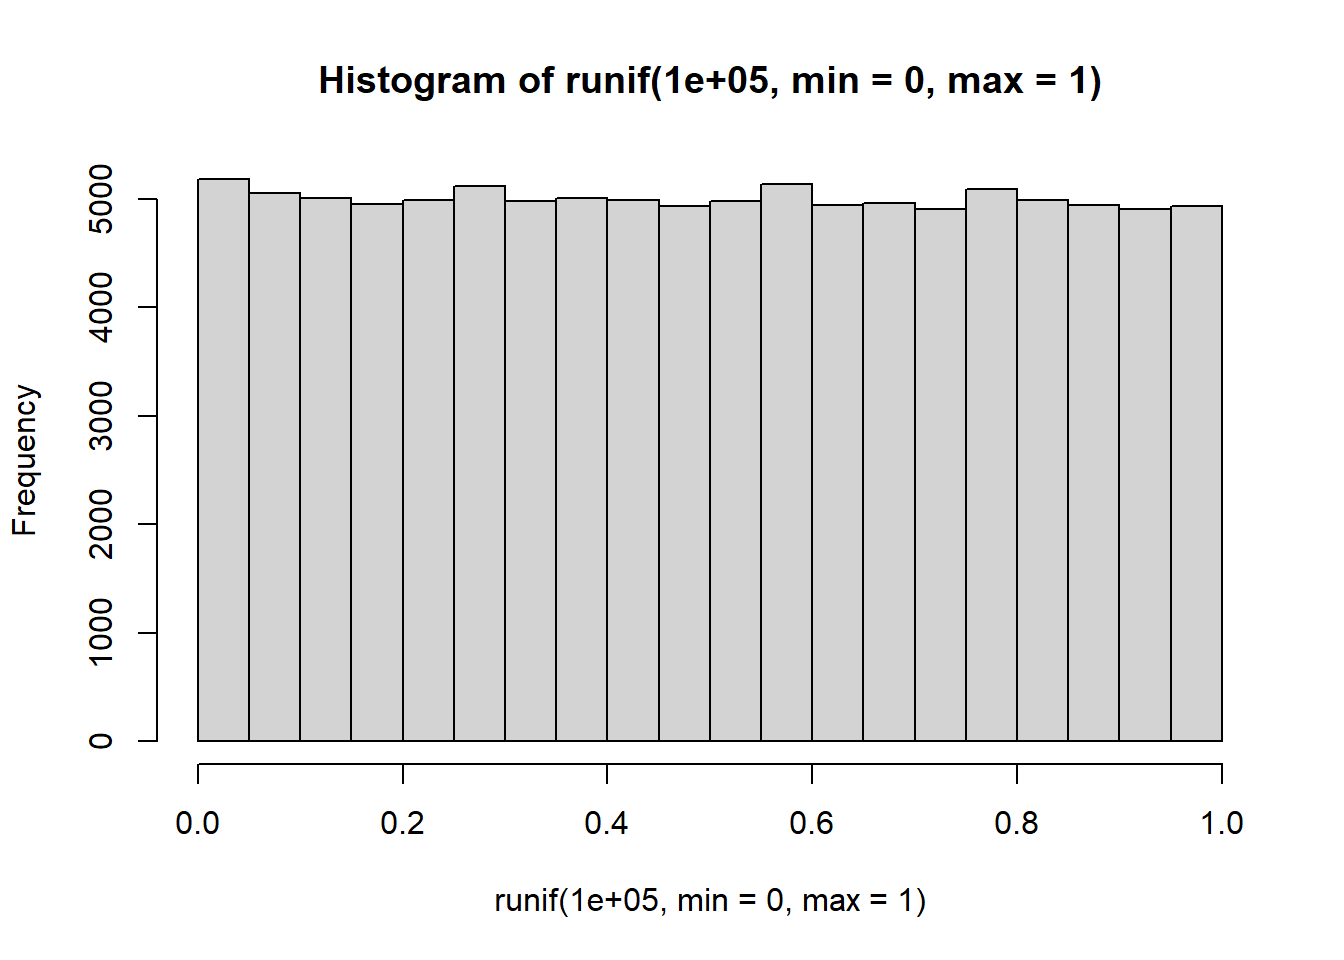 Histogram of runif(1e+05, min = 0, max = 1)
Frequency
5000
4000
3000
2000
1000
0
0.0 0.2 0.4 0.6 0.8 1.0
runif(1e+05, min = 0, max = 1)